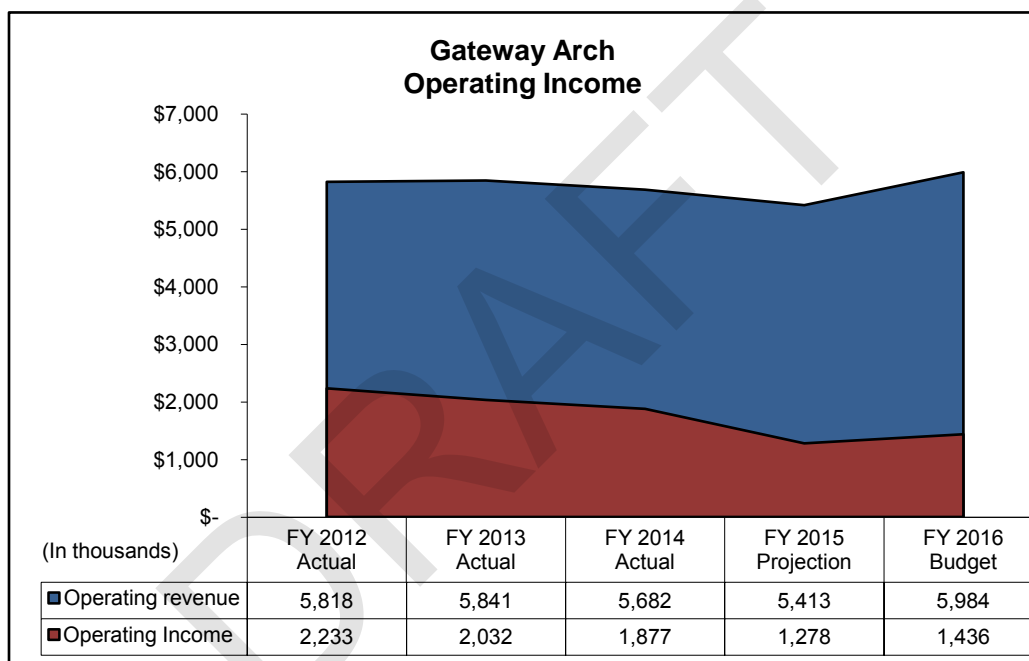 Gateway Arch
Operating Income
$7,000
$6,000
$5,000
$4,000
$3,000
$2,000
$1,000
$-
(In thousands)
FY 2012 FY 2013 FY 2014 FY 2015 FY 2016
Actual Actual Actual Projection Budget
Operating revenue 5,818 5,841 5,682 5,413 5,984
Operating Income 2,233 2,032 1,877 1,278 1,436
DRAFT